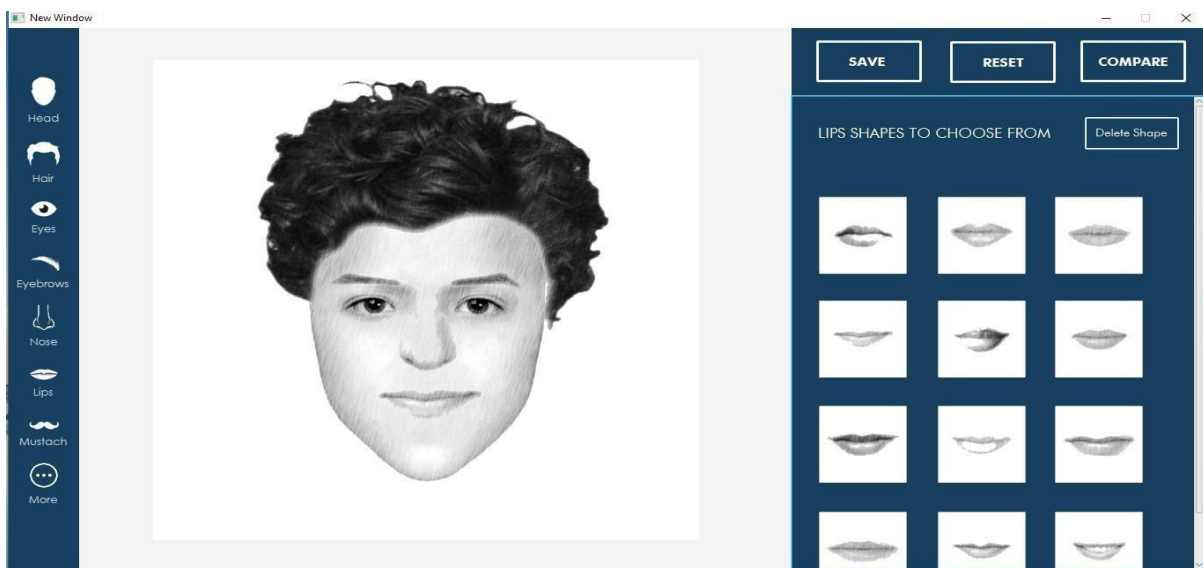 New Window
Head
Hair
Eyes
Eyebrows
Nose
Lips
Mustach
More
SAVE
RESET
COMPARE
LIPS SHAPES TO CHOOSE FROM
Delete Shape